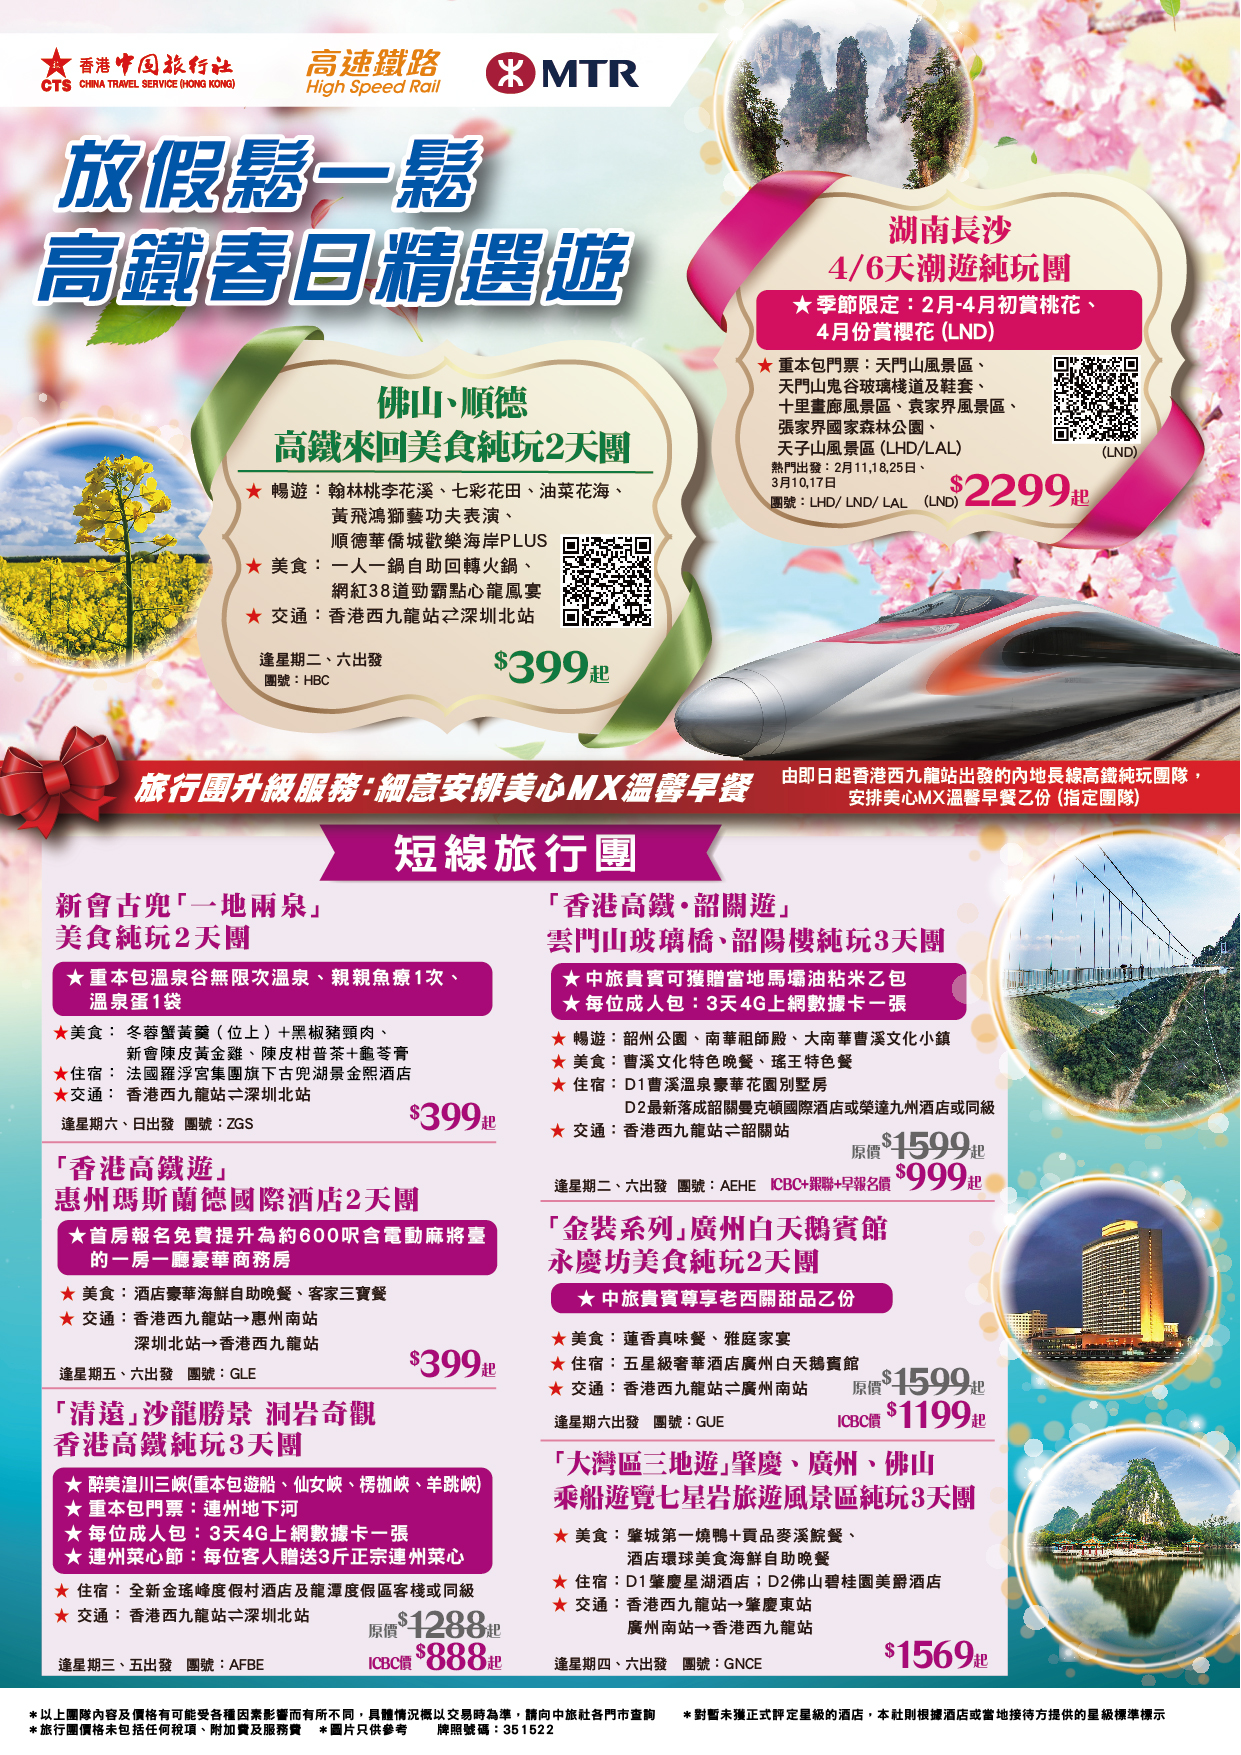 香港中国旅行社
CTS CHINA TRAVEL SERVICE (HONG KONG)
高速鐵路
High Speed Rail
MTR
放假鬆一鬆
高鐵春日精選遊
湖南長沙
4/6天潮遊純玩團
★季節限定：2月-4月初賞桃花、
4月份賞櫻花 (LND)
★ 重本包門票：天門山風景區、
天門山鬼谷玻璃棧道及鞋套、
十里畫廊風景區、袁家界風景區、
張家界國家森林公園、
天子山風景區 (LHD/LAL)
(LND)
熱門出發：2月11,18,25日、
3月10,17日
團號：LHD/ LND/ LAL (LND) $2299起
佛山、順德
高鐵來回美食純玩2天團
★ 暢遊：翰林桃李花溪、七彩花田、油菜花海、
黃飛鴻獅藝功夫表演、
順德華僑城歡樂海岸PLUS
★ 美食：一人一鍋自助回轉火鍋、
網紅38道勁霸點心龍鳳宴
★ 交通：香港西九龍站⇄深圳北站
逢星期二、六出發
團號：HBC
$399起
旅行團升級服務：細意安排美心MX溫馨早餐
由即日起香港西九龍站出發的內地長線高鐵純玩團隊，
安排美心MX溫馨早餐乙份 (指定團隊)
短線旅行團
新會古兜「一地兩泉」
美食純玩2天團
★重本包溫泉谷無限次溫泉、親親魚療1次、
溫泉蛋1袋
★美食： 冬蓉蟹黃羹（位上）+黑椒豬頸肉、
新會陳皮黃金雞、陳皮柑普茶+龜苓膏
★住宿： 法國羅浮宮集團旗下古兜湖景金熙酒店
★交通： 香港西九龍站⇌深圳北站
逢星期六、日出發 團號：ZGS
$399起
「香港高鐵遊」
惠州瑪斯蘭德國際酒店2天團
★首房報名免費提升為約600呎含電動麻將臺
的一房一廳豪華商務房
★ 美食：酒店豪華海鮮自助晚餐、客家三寶餐
★ 交通：香港西九龍站→惠州南站
深圳北站→香港西九龍站
逢星期五、六出發 團號：GLE
$399起
「清遠」沙龍勝景 洞岩奇觀
香港高鐵純玩3天團
★ 醉美湟川三峽(重本包遊船、仙女峽、楞枷峽、羊跳峽)
★ 重本包門票：連州地下河
★ 每位成人包：3天4G上網數據卡一張
★ 連州菜心節：每位客人贈送3斤正宗連州菜心
★ 住宿： 全新金瑤峰度假村酒店及龍潭度假區客棧或同級
★ 交通： 香港西九龍站⇌深圳北站
原價$1288起
ICBC價 $888起
逢星期三、五出發 團號：AFBE
「香港高鐵・韶關遊」
雲門山玻璃橋、韶陽樓純玩3天團
★中旅貴賓可獲贈當地馬壩油粘米乙包
★每位成人包：3天4G上網數據卡一張
★ 暢遊：韶州公園、南華祖師殿、大南華曹溪文化小鎮
★ 美食：曹溪文化特色晚餐、瑤王特色餐
★ 住宿：D1曹溪溫泉豪華花園別墅房
D2最新落成韶關曼克頓國際酒店或榮達九州酒店或同級
★ 交通：香港西九龍站⇌韶關站
原價$1599起
逢星期二、六出發 團號：AEHE ICBC+銀聯+早報名價 $999起
「金裝系列」廣州白天鵝賓館
永慶坊美食純玩2天團
★ 中旅貴賓尊享老西關甜品乙份
★美食：蓮香真味餐、雅庭家宴
★住宿：五星級奢華酒店廣州白天鵝賓館
★ 交通：香港西九龍站⇌廣州南站
原價$1599起
逢星期六出發 團號：GUE
ICBC價 $1199起
「大灣區三地遊」肇慶、廣州、佛山
乘船遊覽七星岩旅遊風景區純玩3天團
★ 美食：肇城第一燒鴨+貢品麥溪鯇餐、
酒店環球美食海鮮自助晚餐
★ 住宿：D1肇慶星湖酒店；D2佛山碧桂園美爵酒店
★ 交通：香港西九龍站→肇慶東站
廣州南站→香港西九龍站
逢星期四、六出發 團號：GNCE
$1569起
＊以上團隊內容及價格有可能受各種因素影響而有所不同，具體情況概以交易時為準，請向中旅社各門市查詢 ＊對暫未獲正式評定星級的酒店，本社則根據酒店或當地接待方提供的星級標準標示
＊旅行團價格未包括任何稅項、附加費及服務費 ＊圖片只供參考 牌照號碼：351522